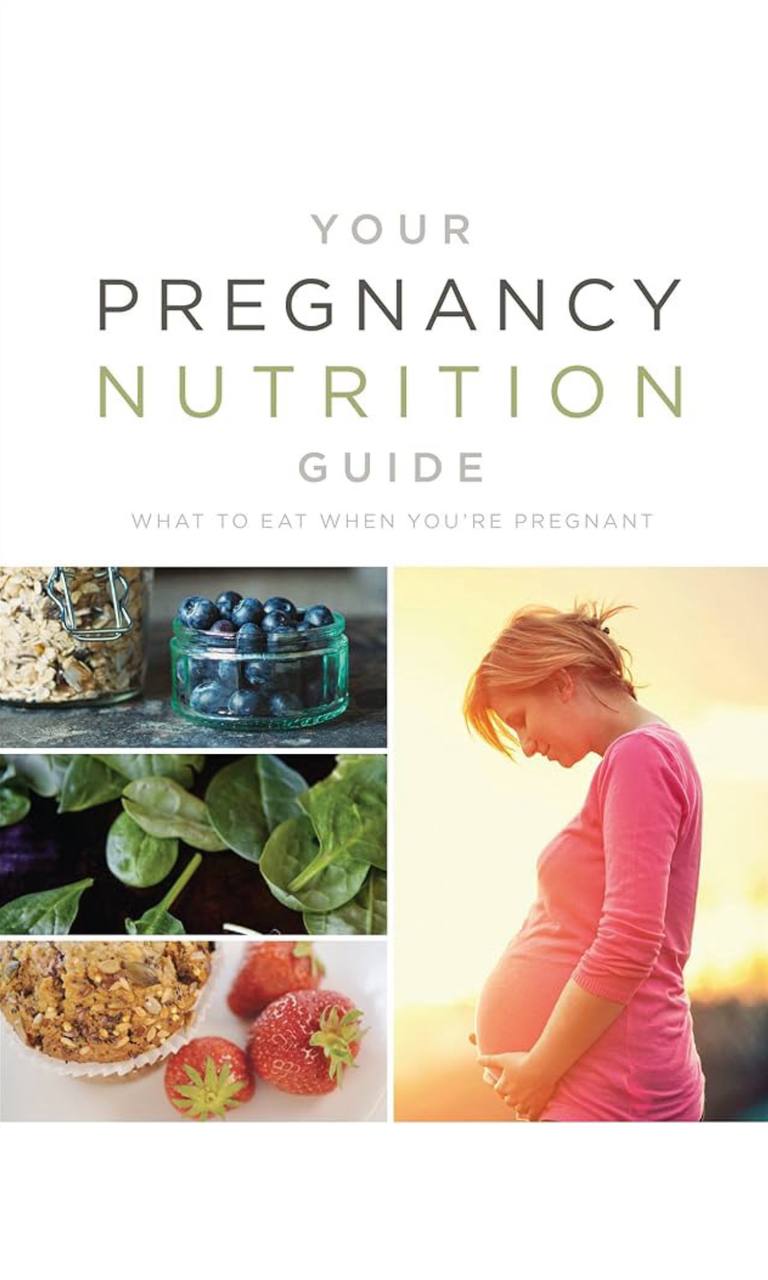 YOUR
PREGNANCY
NUTRITION
GUIDE
WHAT TO EAT WHEN YOU'RE PREGNANT